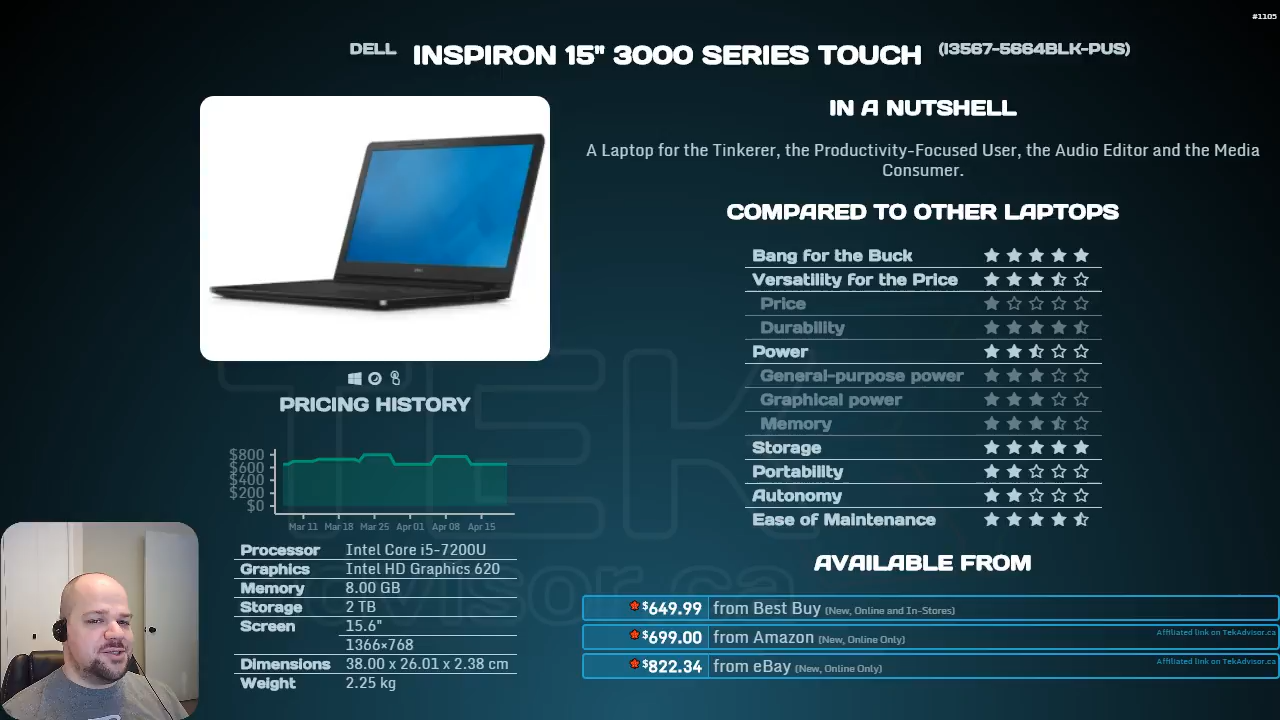 #1105
DELL INSPIRON 15" 3000 SERIES TOUCH (I3567-5664BLK-PUS)
IN A NUTSHELL
A Laptop for the Tinkerer, the Productivity-Focused User, the Audio Editor and the Media
Consumer.
COMPARED TO OTHER LAPTOPS
Bang for the Buck
Versatility for the Price
Price
Durability
Power
General-purpose power
Graphical power
Memory
Storage
Portability
Autonomy
Ease of Maintenance
PRICING HISTORY
$800
$600
$400
$200
$0
Mar 11 Mar 18 Mar 25 Apr 01 Apr 08 Apr 15
Processor Intel Core i5-7200U
Graphics Intel HD Graphics 620
Memory 8.00 GB
Storage 2 TB
Screen 15.6"
1366×768
Dimensions 38.00 x 26.01 x 2.38 cm
Weight 2.25 kg
AVAILABLE FROM
$649.99 from Best Buy (New, Online and In-Stores)
$699.00 from Amazon (New, Online Only) Affiliated link on TekAdvisor.ca
$822.34 from eBay (New, Online Only) Affiliated link on TekAdvisor.ca
TEK
dvisor.ca